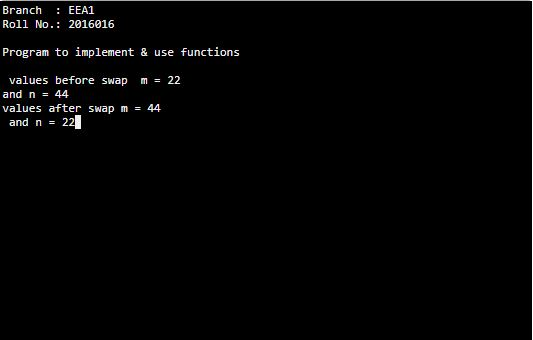 Branch  : EEA1
Roll No.: 2016016
Program to implement & use functions
values before swap  m = 22
and n = 44
values after swap m = 44
and n = 22